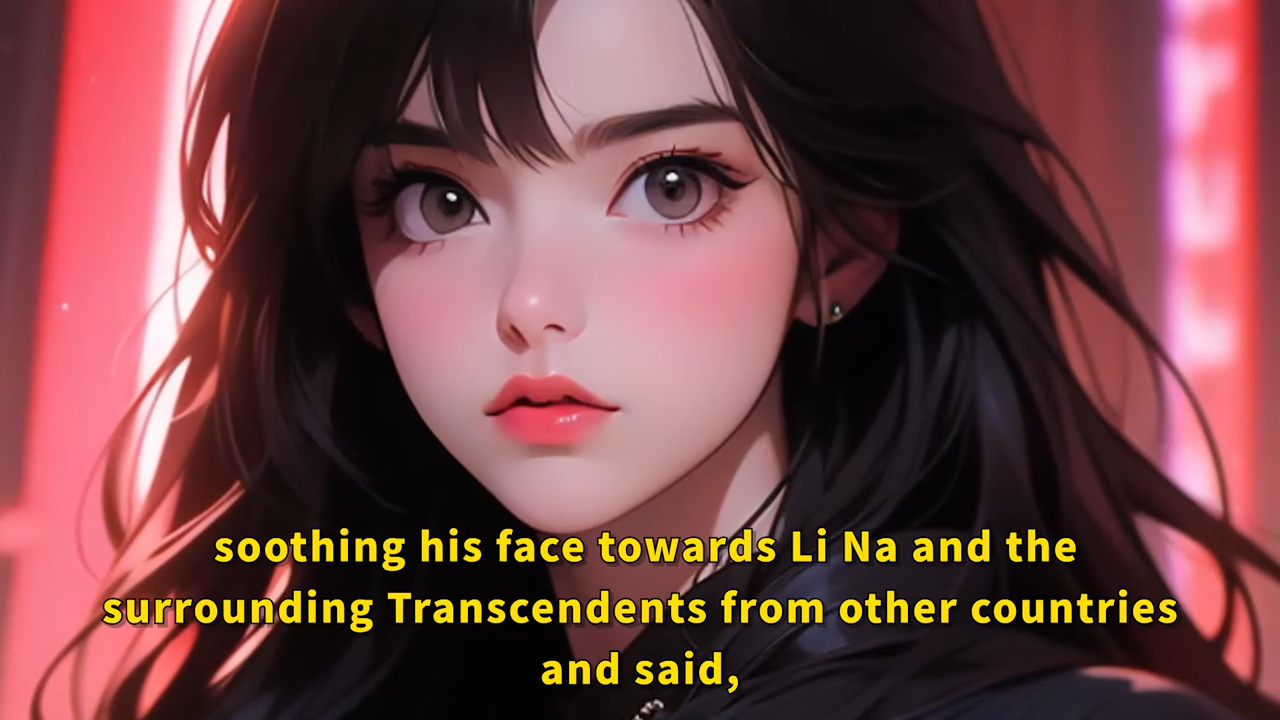 soothing his face towards Li Na and the
surrounding Transcendents from other countries
and said,